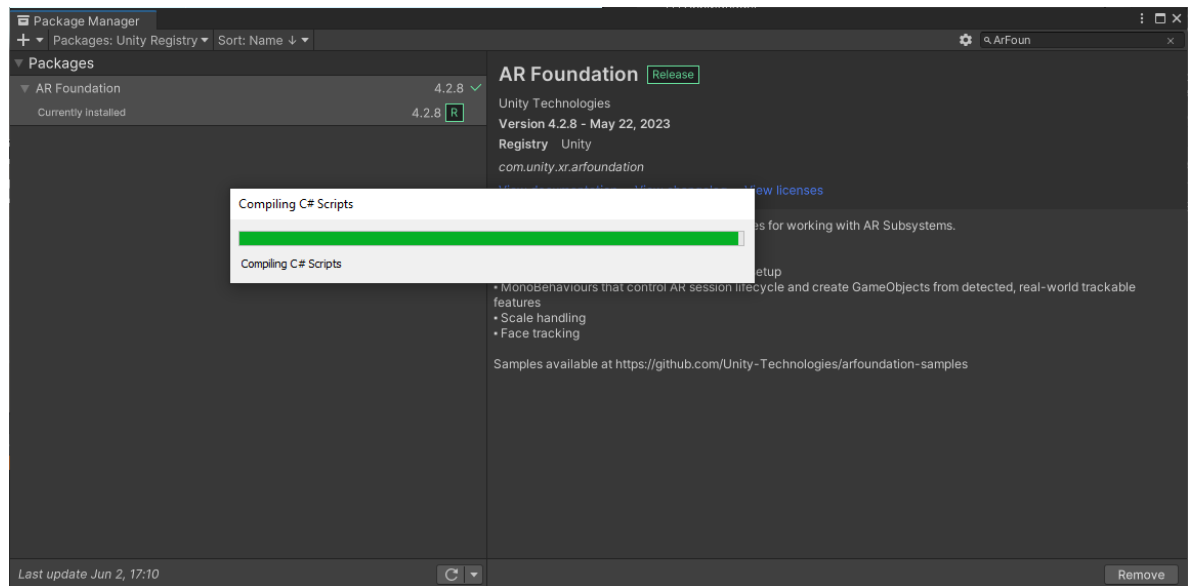 Package Manager
Packages: Unity Registry Sort: Name ↓ ArFoun
Packages
AR Foundation 4.2.8
Currently installed 4.2.8 R
AR Foundation Release
Unity Technologies
Version 4.2.8 - May 22, 2023
Registry Unity
com.unity.xr.arfoundation
View licenses
Compiling C# Scripts
Compiling C# Scripts
for working with AR Subsystems.
• MonoBehaviours that control AR session lifecycle and create GameObjects from detected, real-world trackable
features
• Scale handling
• Face tracking
Samples available at https://github.com/Unity-Technologies/arfoundation-samples
Last update Jun 2, 17:10
Remove